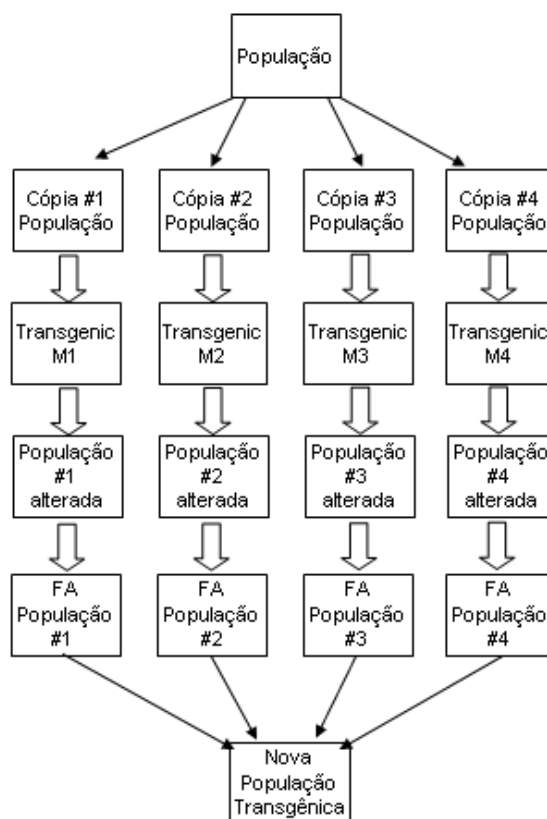 População
Cópia #1
População
Cópia #2
População
Cópia #3
População
Cópia #4
População
Transgenic
M1
Transgenic
M2
Transgenic
M3
Transgenic
M4
População
#1
alterada
População
#2
alterada
População
#3
alterada
População
#4
alterada
FA
População
#1
FA
População
#2
FA
População
#3
FA
População
#4
Nova
População
Transgênica